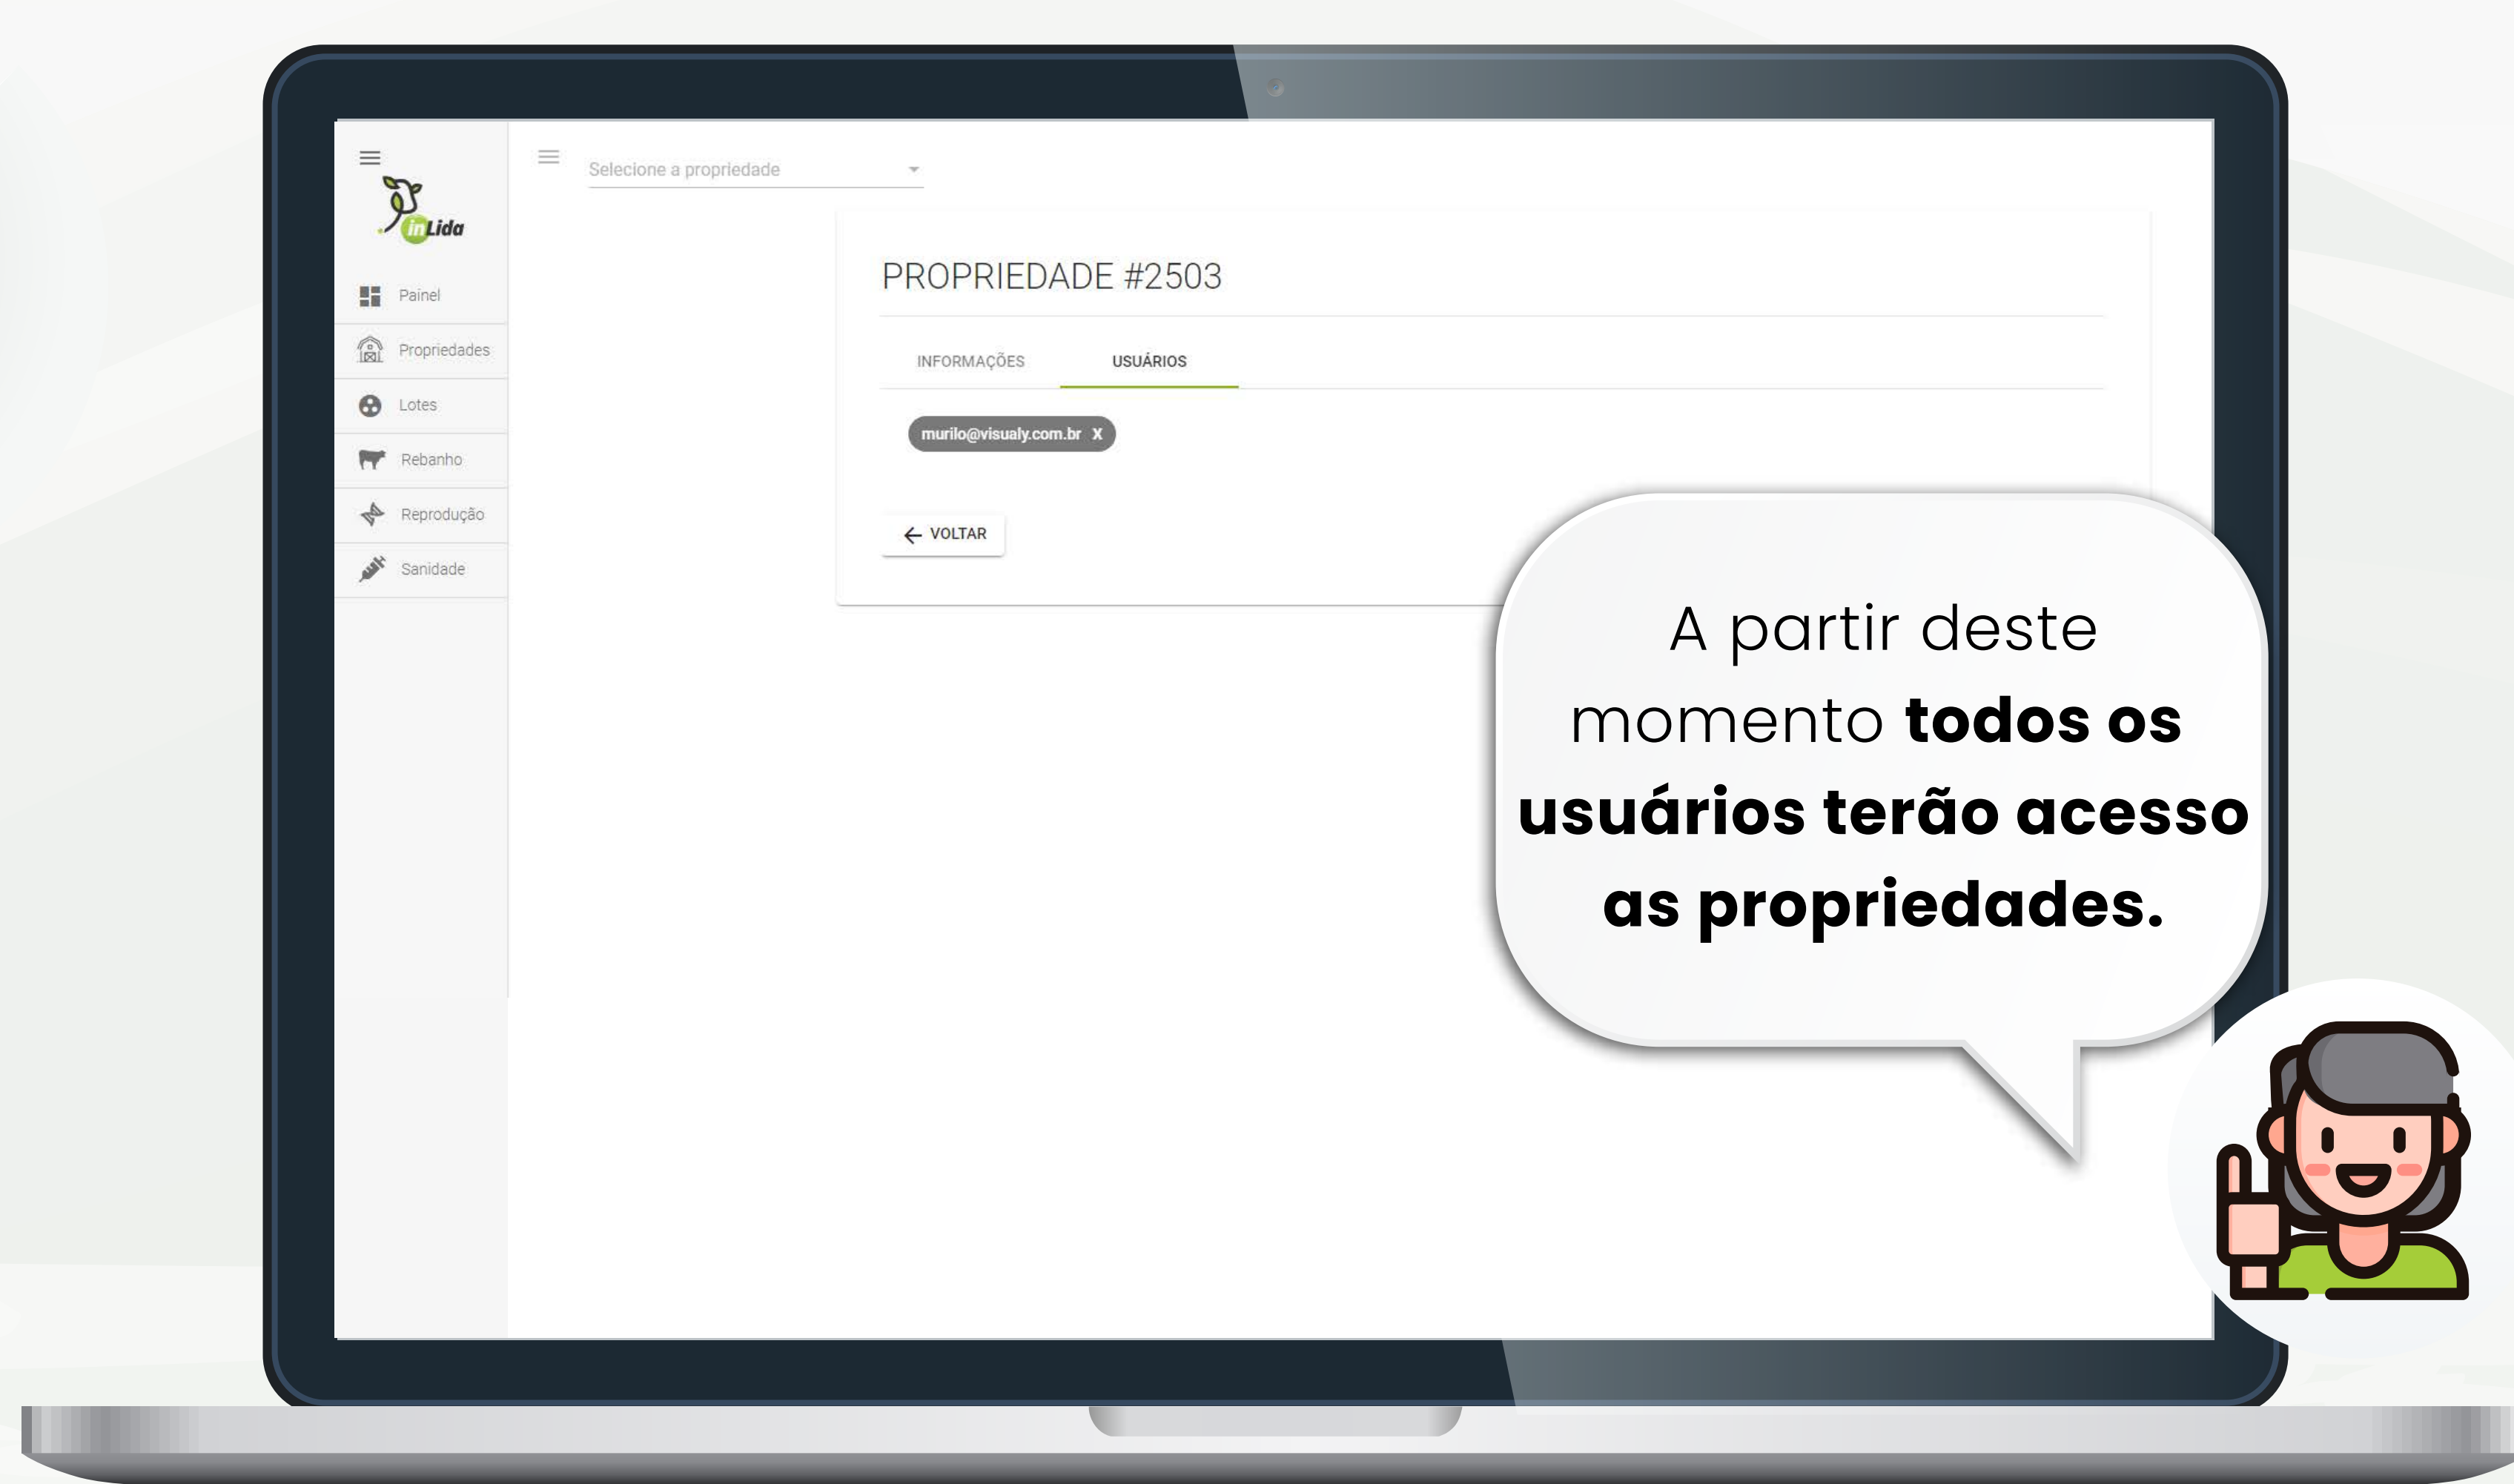 inLida
Painel
Propriedades
Lotes
Rebanho
Reprodução
Sanidade
Selecione a propriedade
PROPRIEDADE #2503
INFORMAÇÕES USUÁRIOS
murilo@visualy.com.br X
VOLTAR
A partir deste
momento todos os
usuários terão acesso
as propriedades.